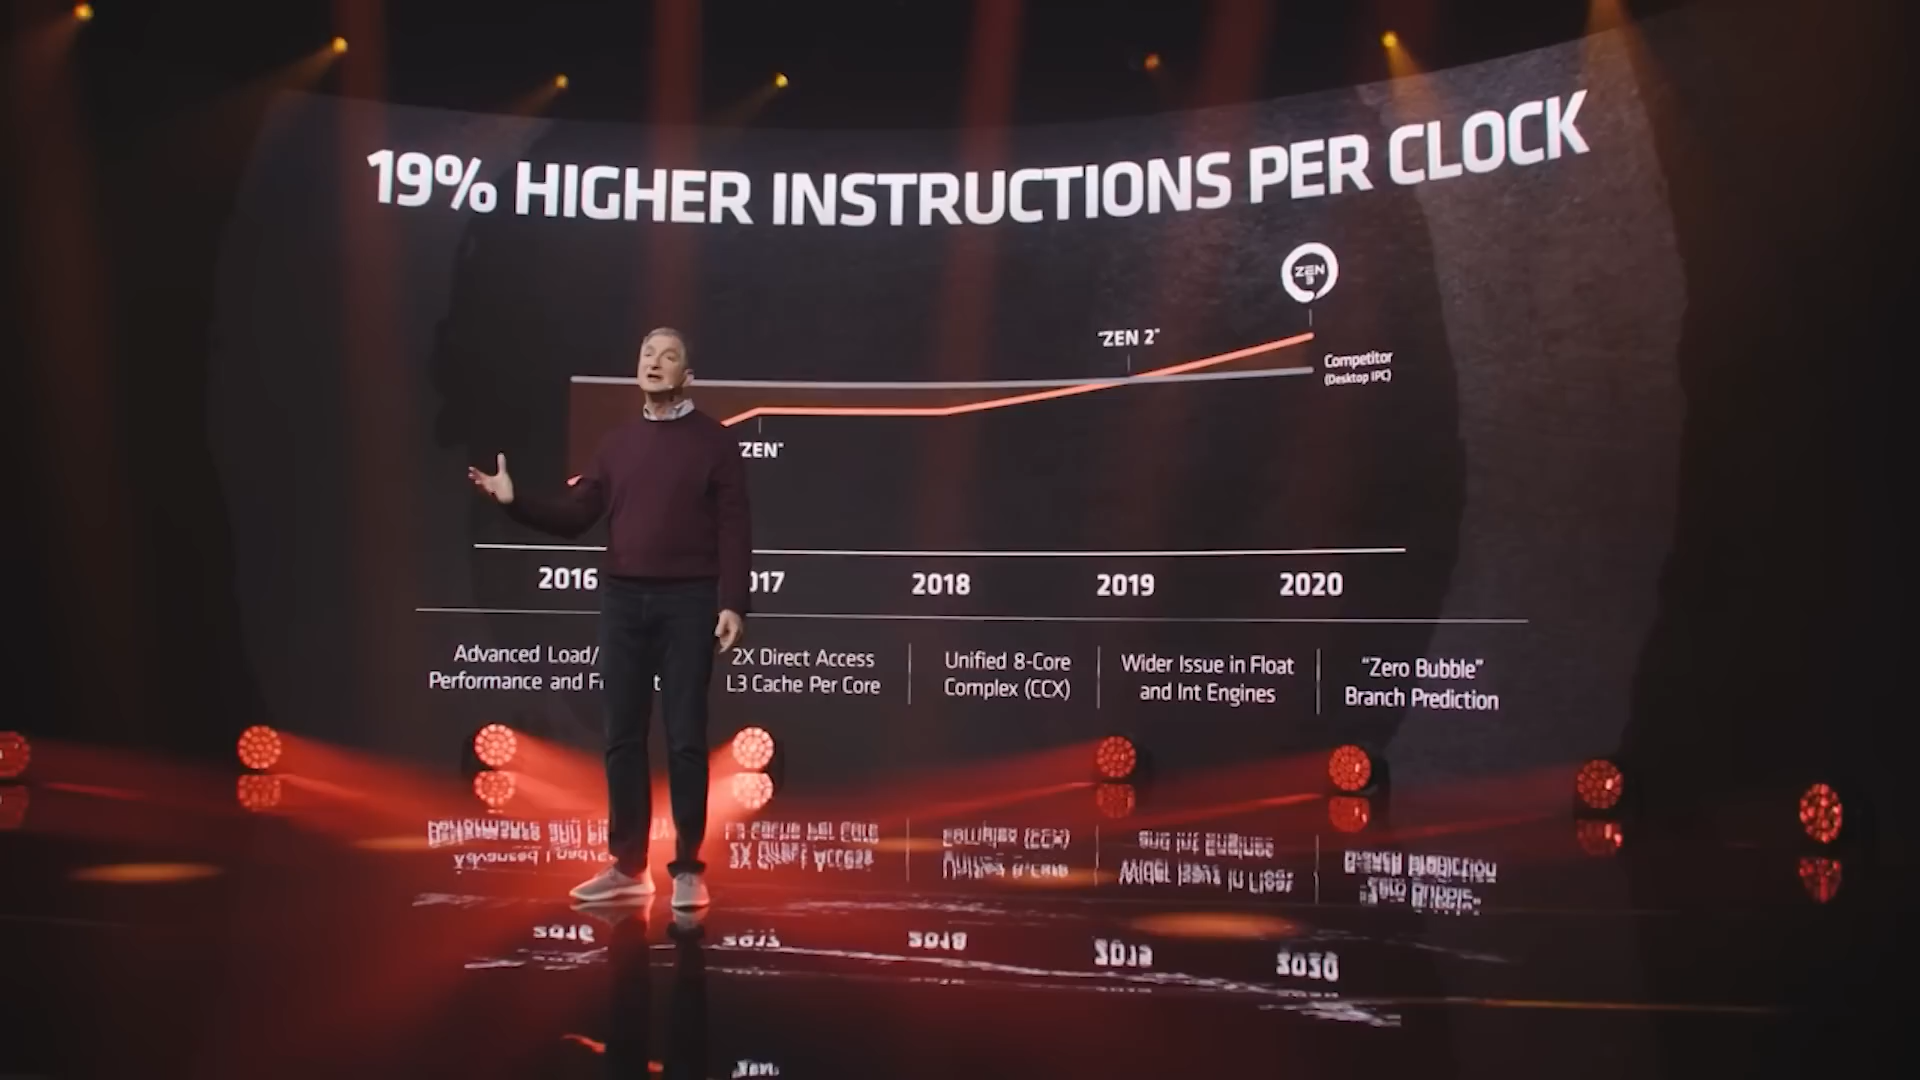 19% HIGHER INSTRUCTIONS PER CLOCK
ZEN
3
"ZEN 2"
Competitor
(Desktop IPC)
"ZEN"
2016 017 2018 2019 2020
Advanced Load/
Performance and F t
2X Direct Access
L3 Cache Per Core
Unified 8-Core
Complex (CCX)
Wider Issue in Float
and Int Engines
"Zero Bubble"
Branch Prediction